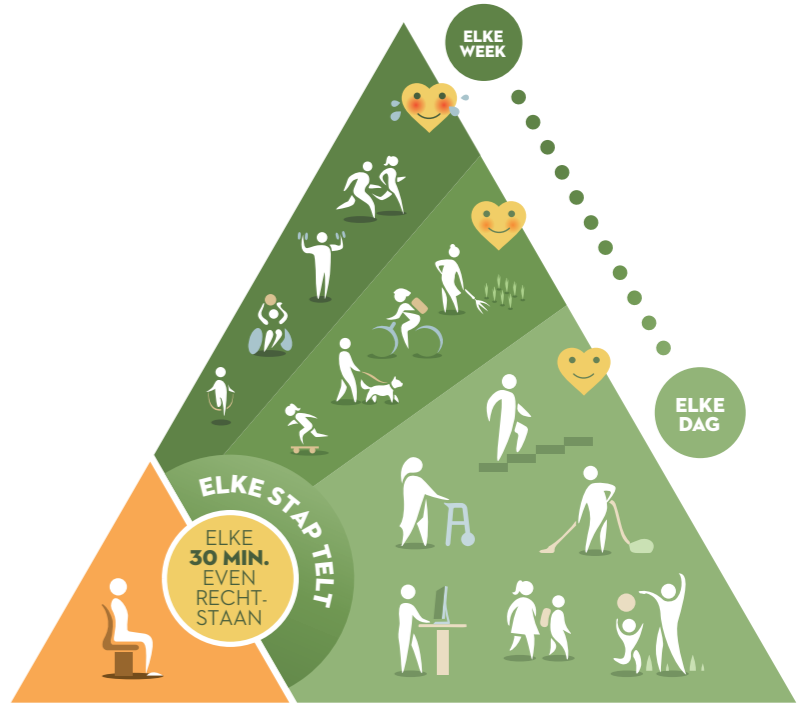 ELKE
WEEK
ELKE
DAG
ELKE STAP TELT
ELKE
30 MIN.
EVEN
RECHT-
STAAN